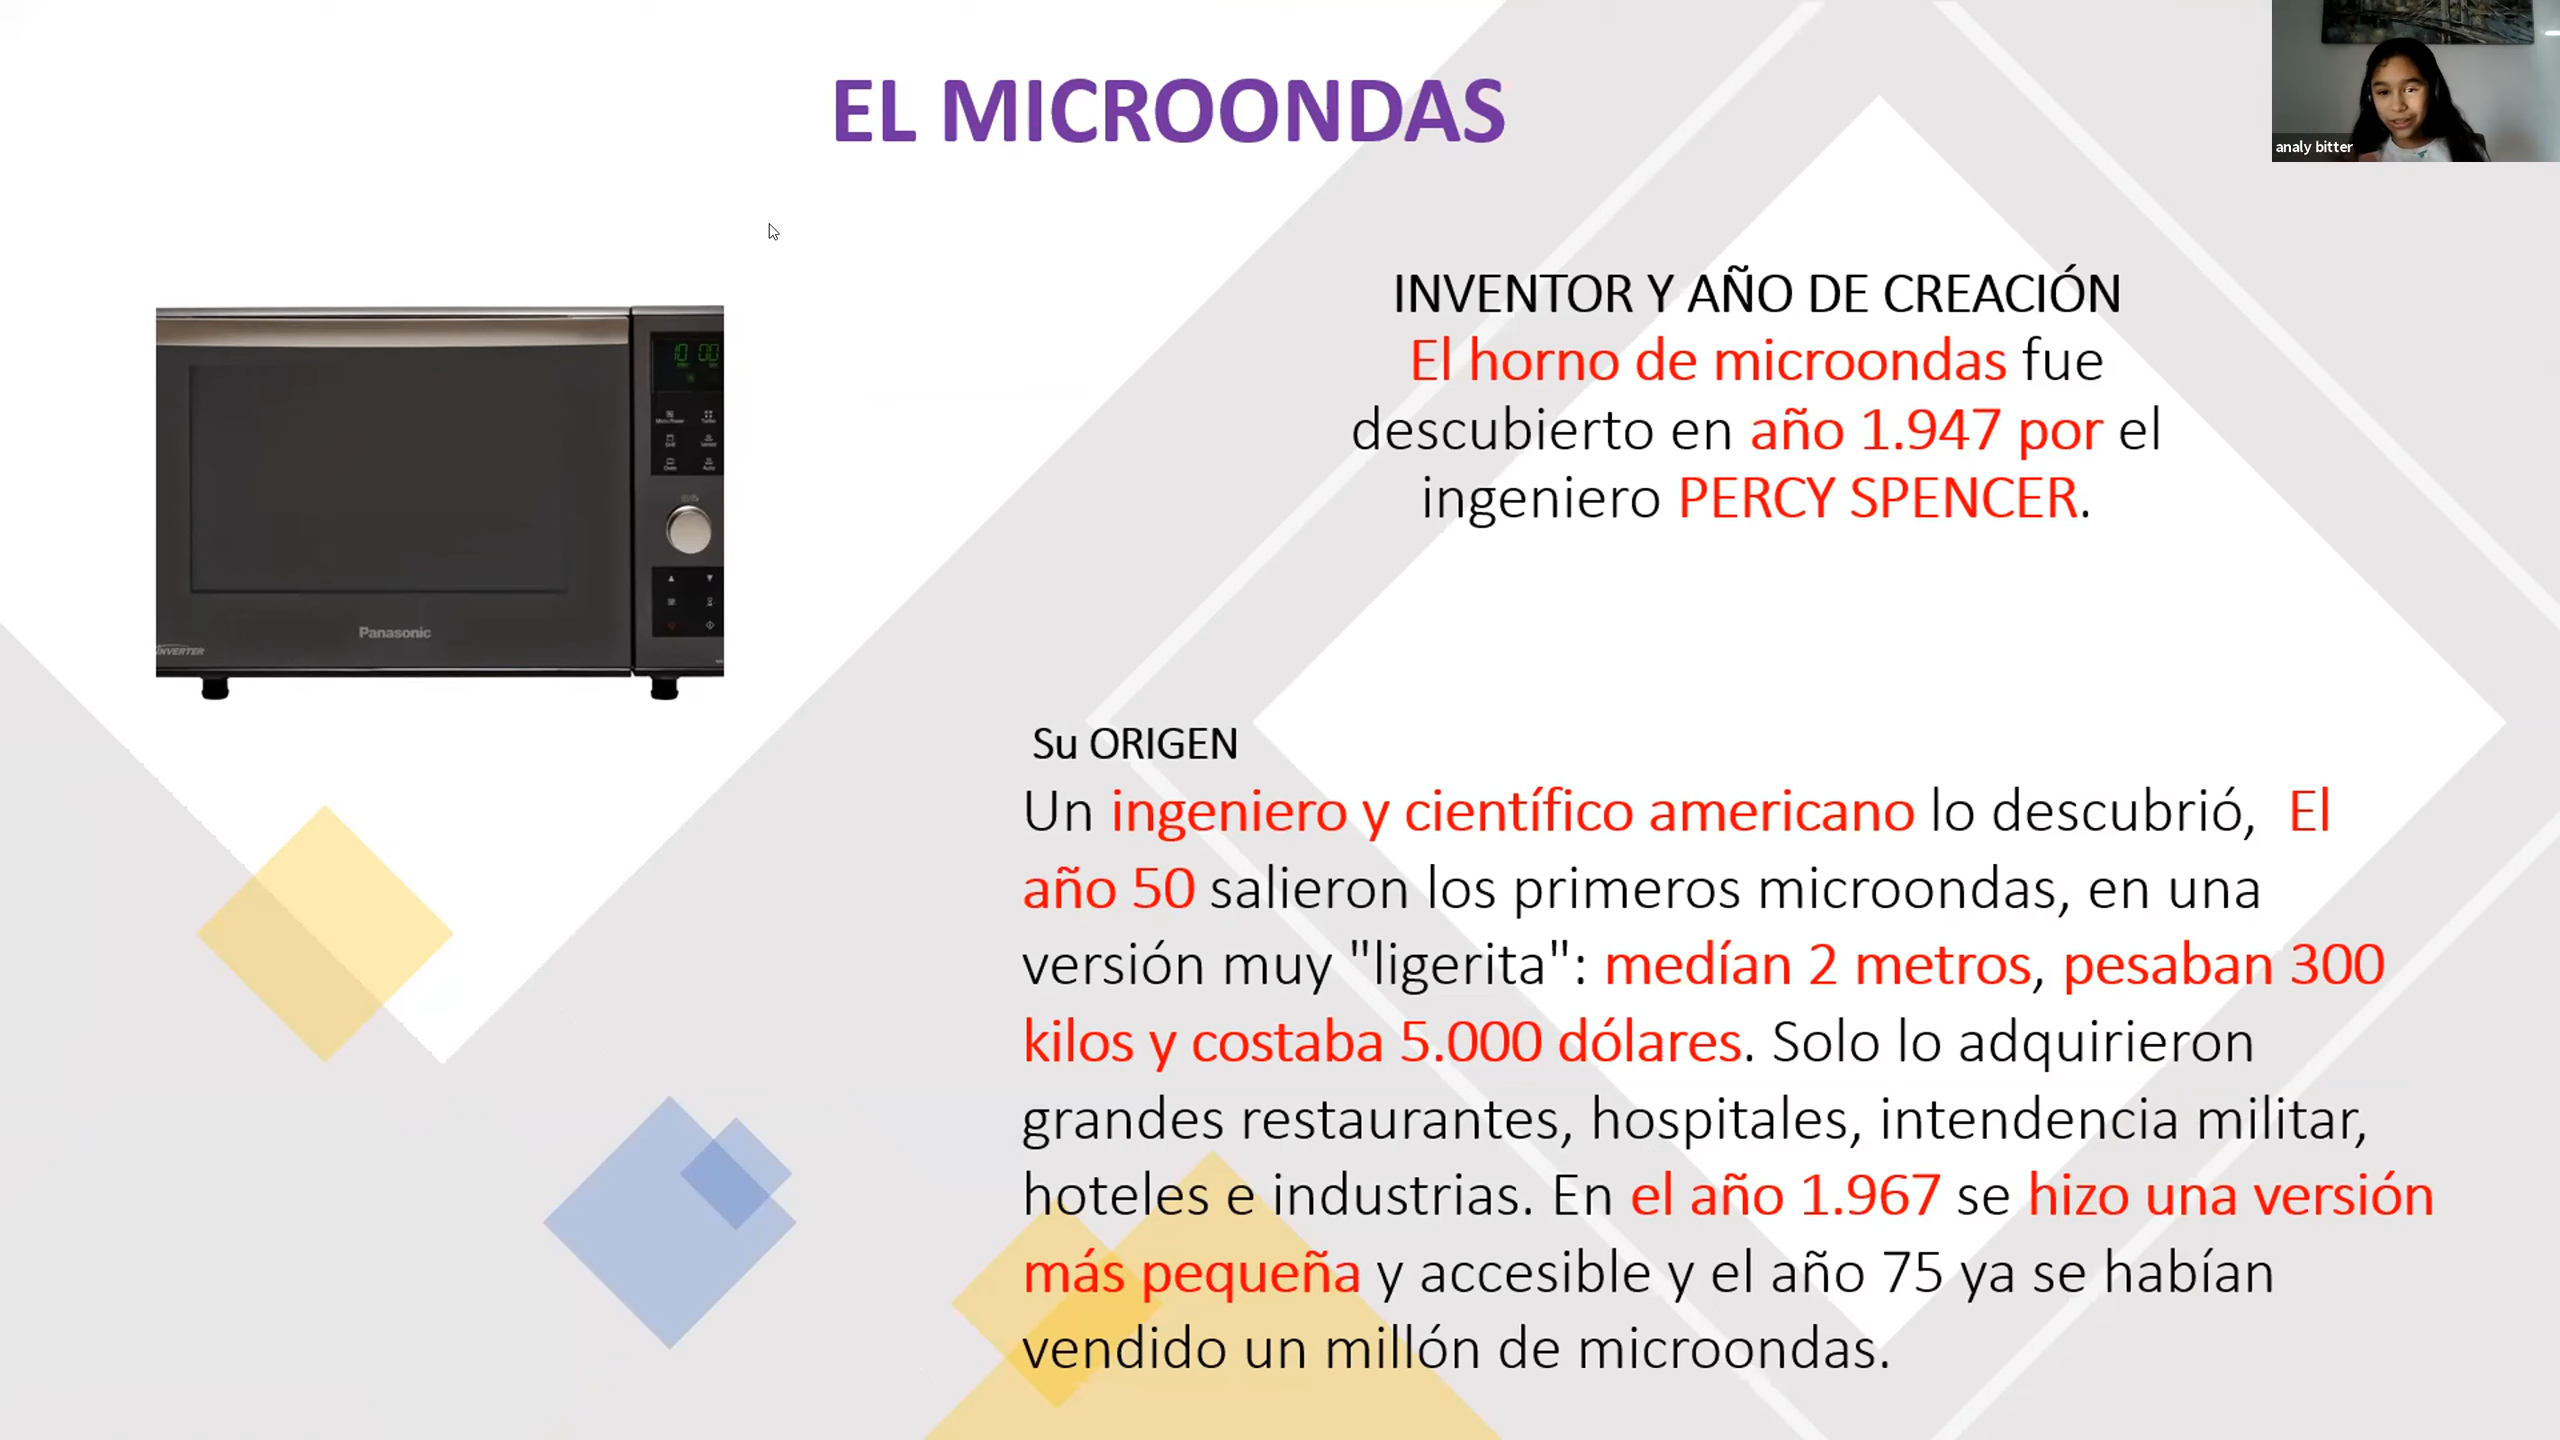 EL MICROONDAS
analy bitter
INVENTOR Y AÑO DE CREACIÓN
El horno de microondas fue
descubierto en año 1.947 por el
ingeniero PERCY SPENCER.
10 00
Panasonic
INVERTER
Su ORIGEN
Un ingeniero y científico americano lo descubrió, El
año 50 salieron los primeros microondas, en una
versión muy "ligerita": medían 2 metros, pesaban 300
kilos y costaba 5.000 dólares. Solo lo adquirieron
grandes restaurantes, hospitales, intendencia militar,
hoteles e industrias. En el año 1.967 se hizo una versión
más pequeña y accesible y el año 75 ya se habían
vendido un millón de microondas.